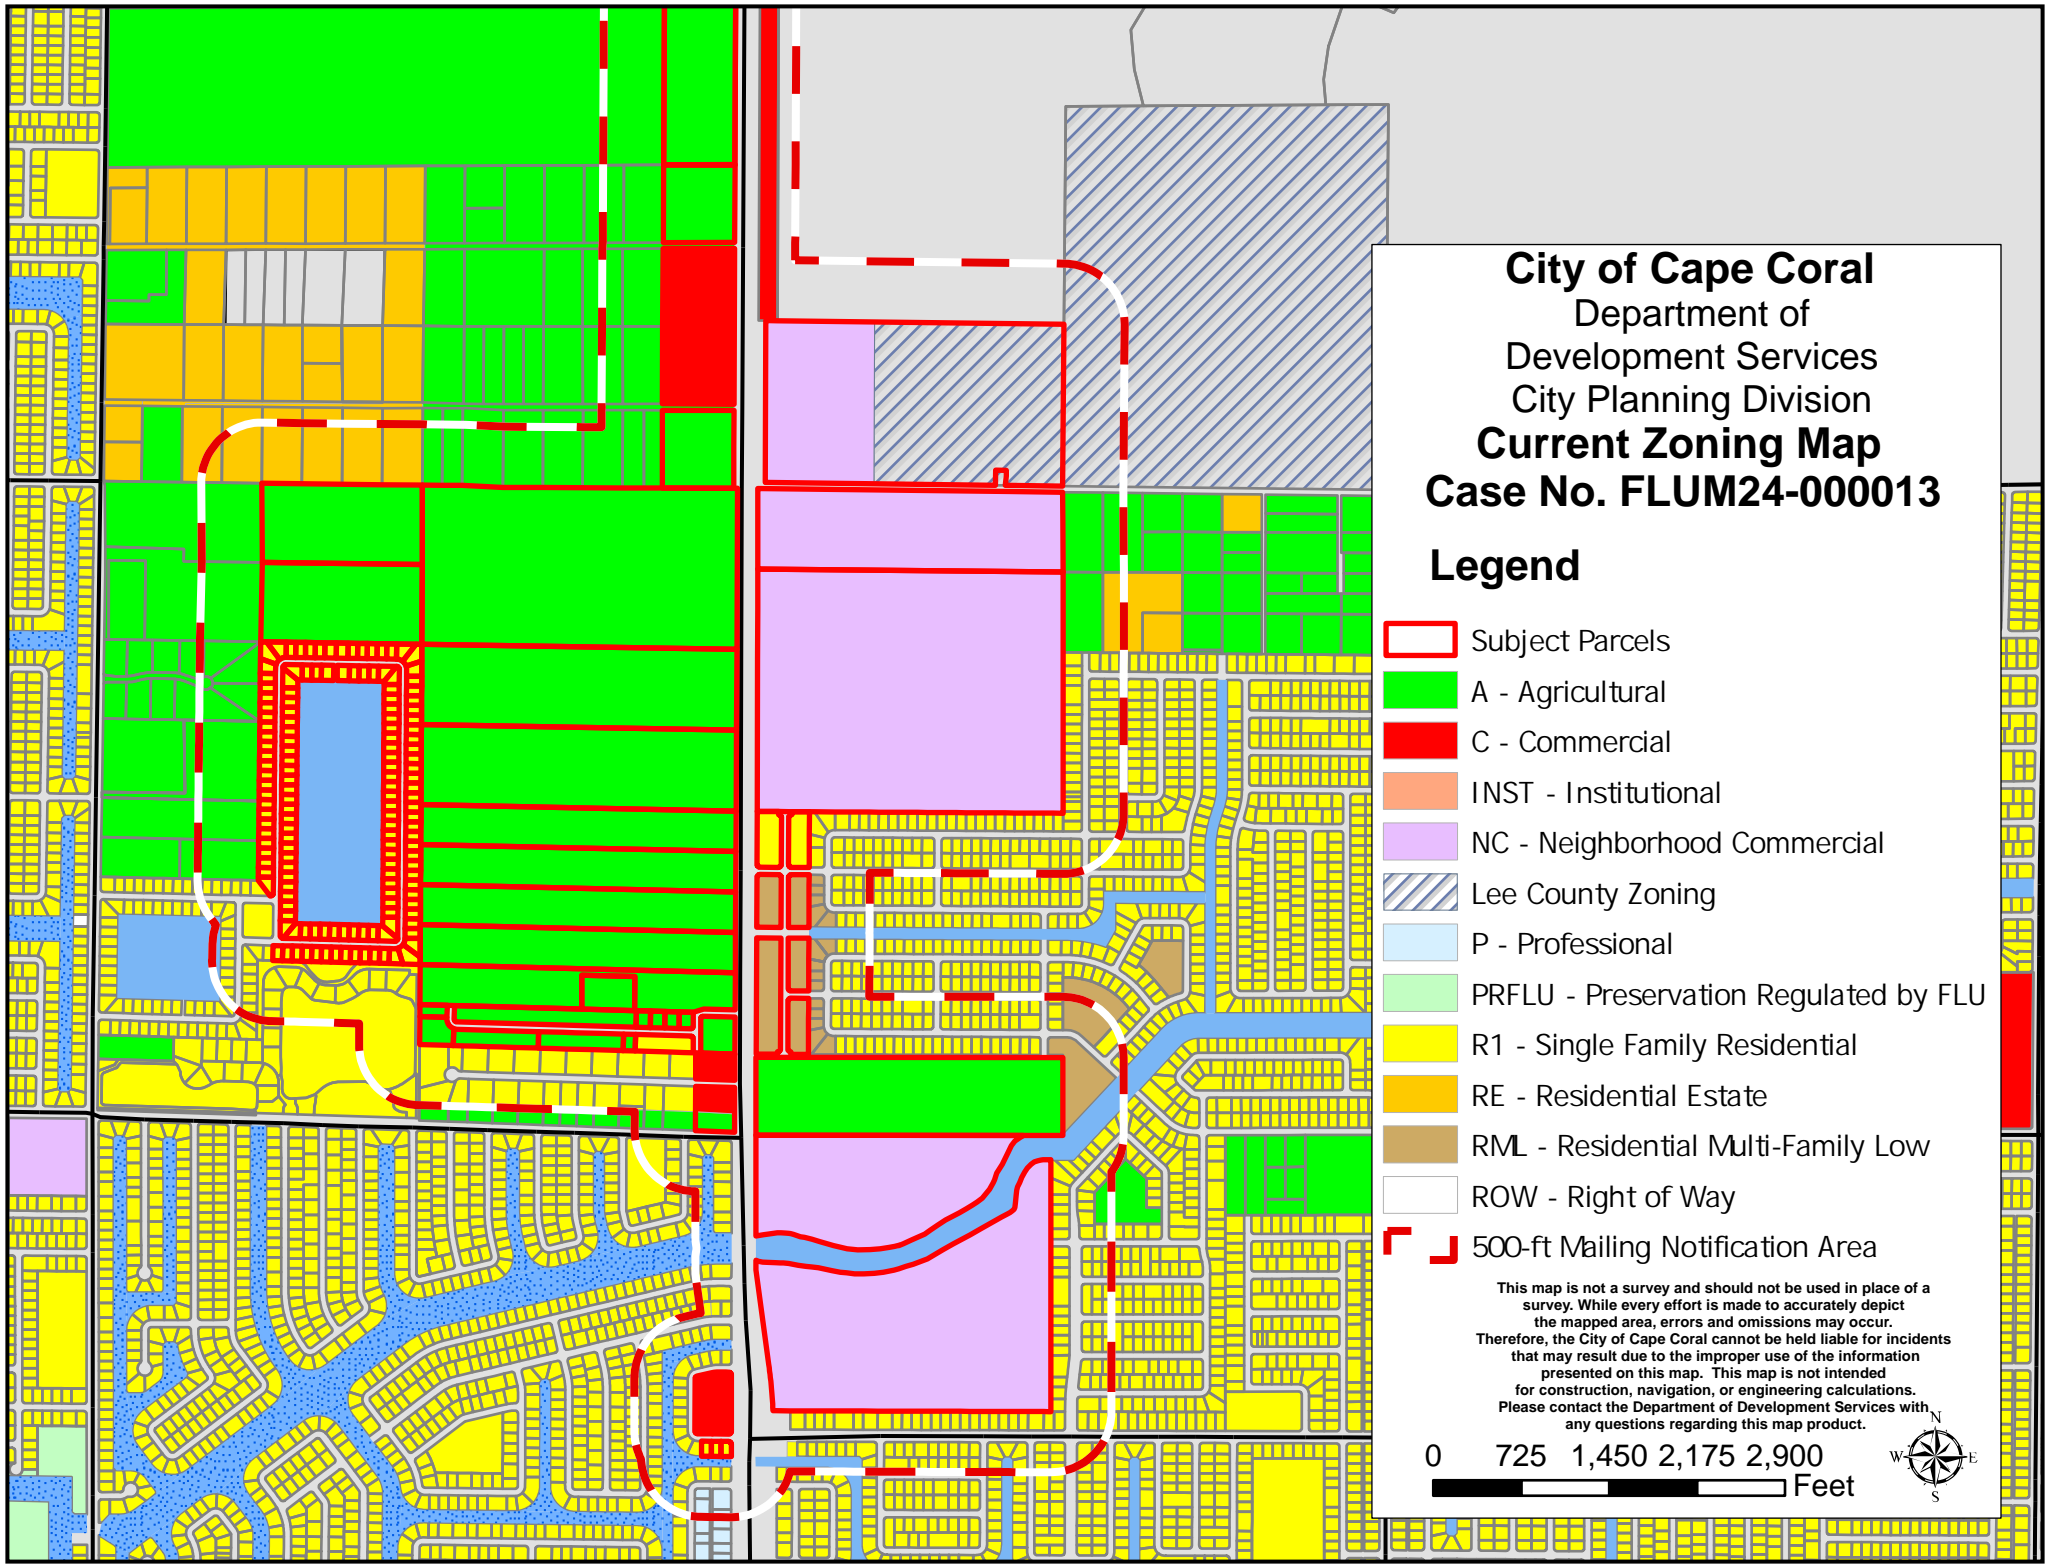 City of Cape Coral
Department of
Development Services
City Planning Division
Current Zoning Map
Case No. FLUM24-000013
Legend
Subject Parcels
A - Agricultural
C - Commercial
INST - Institutional
NC - Neighborhood Commercial
Lee County Zoning
P - Professional
PRFLU - Preservation Regulated by FLU
R1 - Single Family Residential
RE - Residential Estate
RML - Residential Multi-Family Low
ROW - Right of Way
500-ft Mailing Notification Area
This map is not a survey and should not be used in place of a
survey. While every effort is made to accurately depict
the mapped area, errors and omissions may occur.
Therefore, the City of Cape Coral cannot be held liable for incidents
that may result due to the improper use of the information
presented on this map. This map is not intended
for construction, navigation, or engineering calculations.
Please contact the Department of Development Services with
any questions regarding this map product.
N
W E
S
0 725 1,450 2,175 2,900
Feet